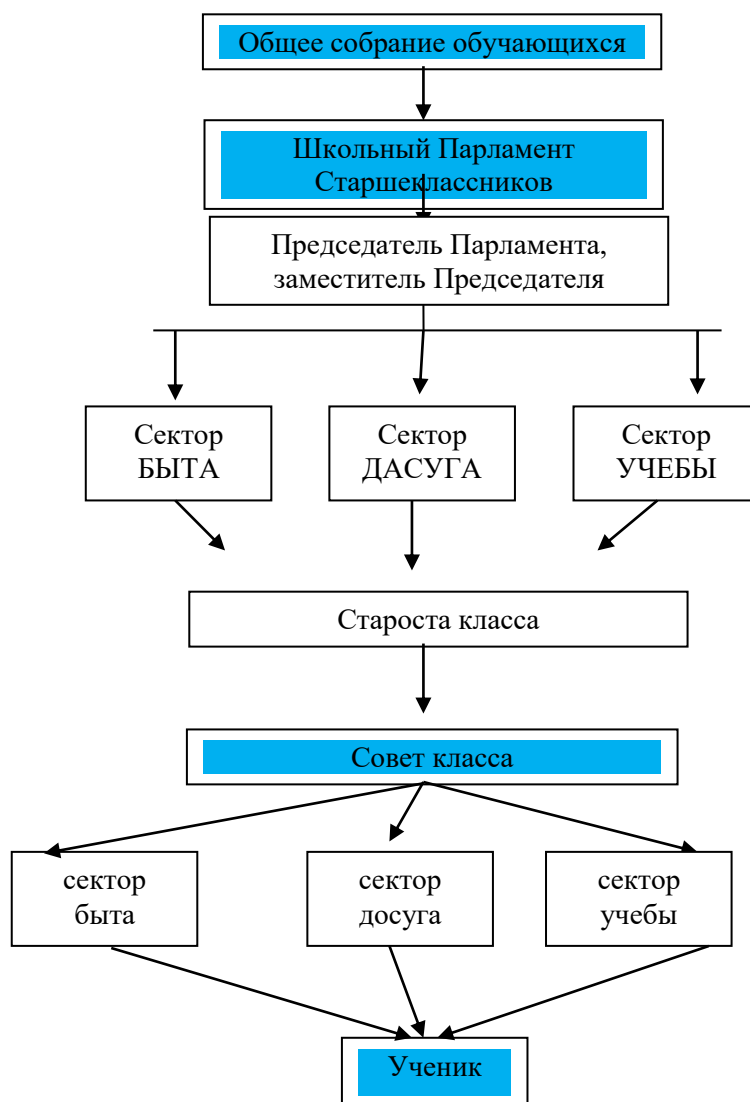 Общее собрание обучающихся
Школьный Парламент
Старшеклассников
Председатель Парламента,
заместитель Председателя
Сектор
БЫТА
Сектор
ДАСУГА
Сектор
УЧЕБЫ
Староста класса
Совет класса
сектор
быта
сектор
досуга
сектор
учебы
Ученик